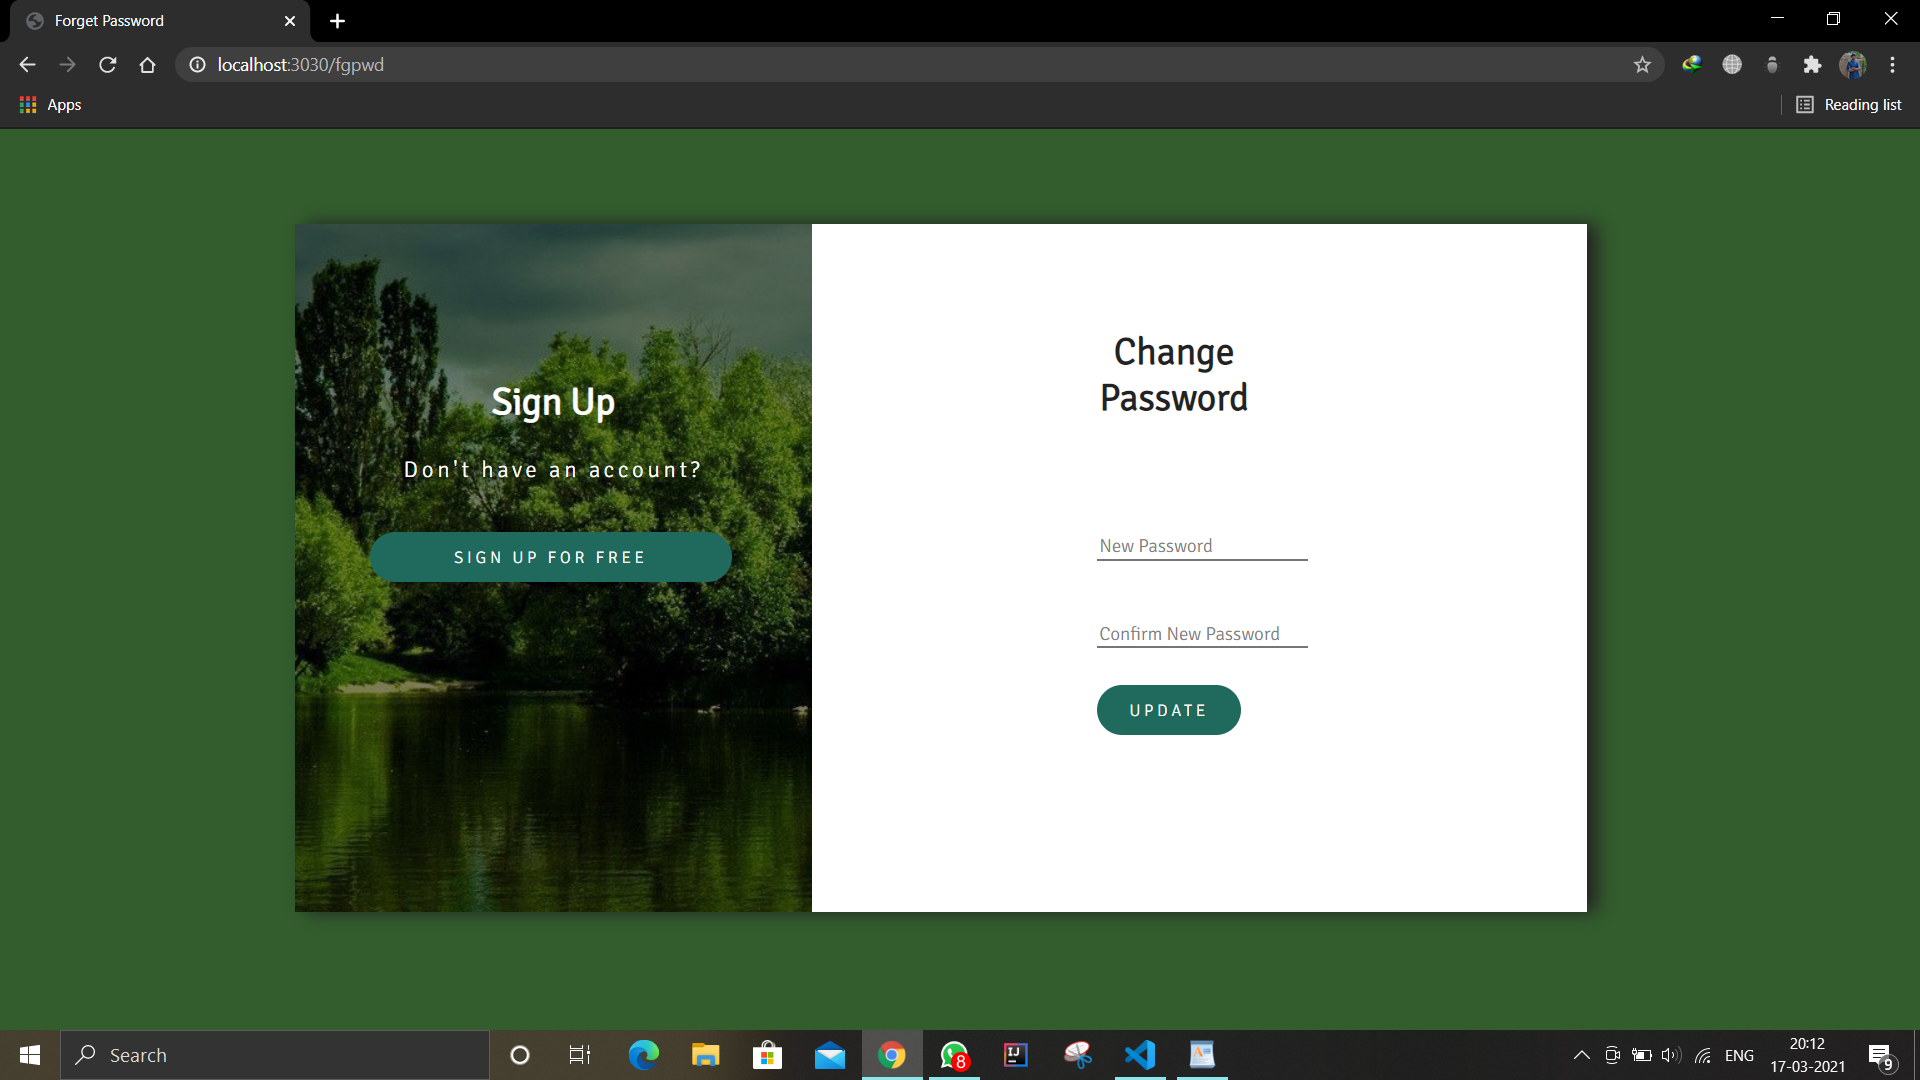 Forget Password
localhost:3030/fgpwd
Apps
Reading list
Sign Up
Don't have an account?
SIGN UP FOR FREE
Change
Password
New Password
Confirm New Password
UPDATE
Search
8
IJ
ENG
20:12
17-03-2021
9